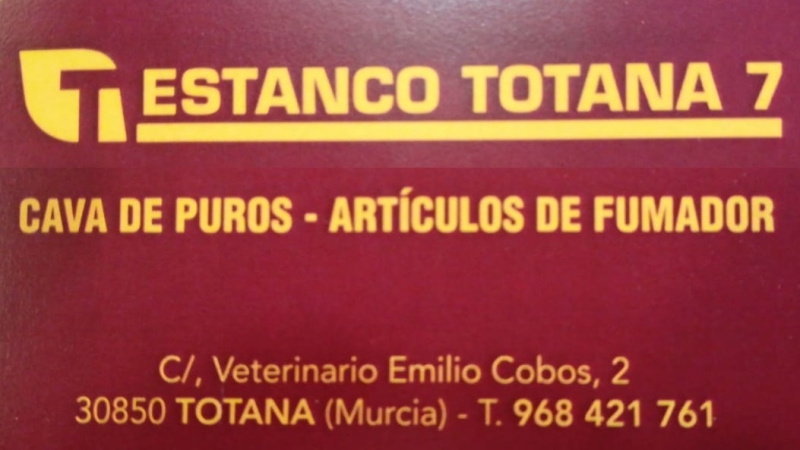 T ESTANCO TOTANA 7
CAVA DE PUROS - ARTÍCULOS DE FUMADOR
C/, Veterinario Emilio Cobos, 2
30850 TOTANA (Murcia) - T. 968 421 761